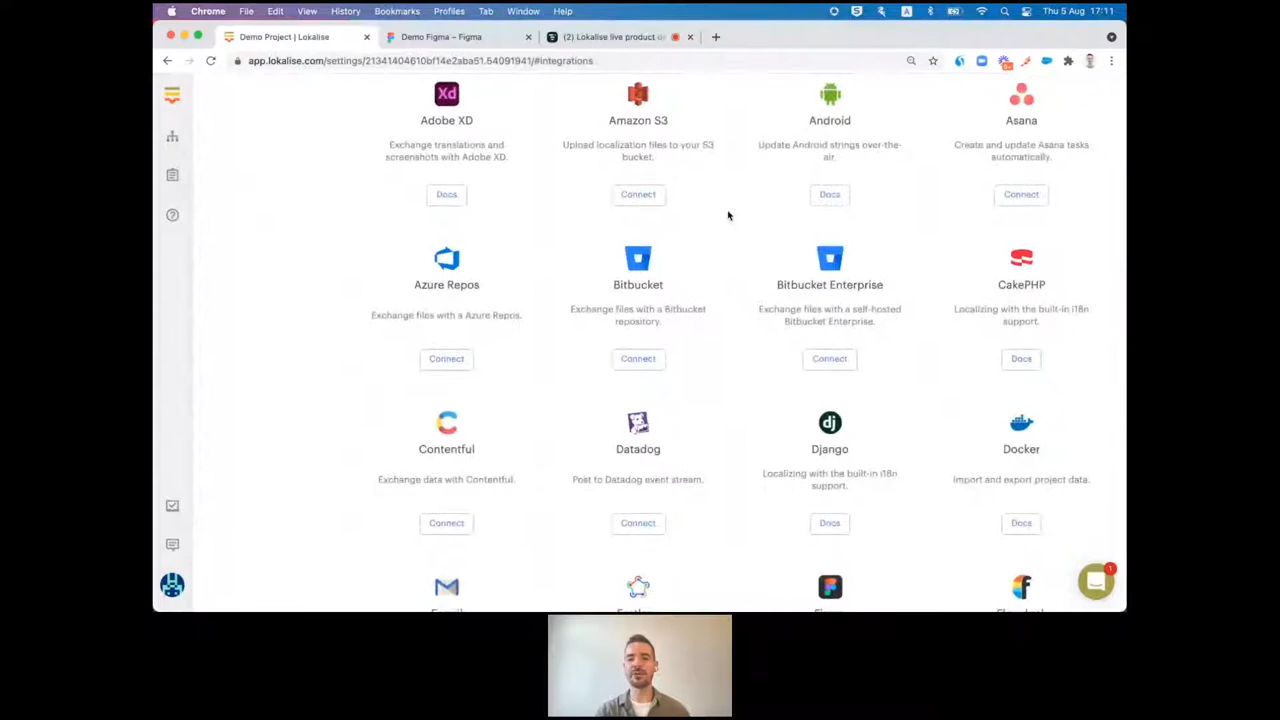 Chrome File Edit View History Bookmarks Profiles Tab Window Help A Thu 5 Aug 17:11
Demo Project | Lokalise
Demo Figma – Figma
(2) Lokalise live product de
app.lokalise.com/settings/21341404610bf14e2aba51.54091941/#integrations
Xd
Adobe XD
Exchange translations and
screenshots with Adobe XD.
Docs
Amazon S3
Upload localization files to your S3
bucket.
Connect
Android
Update Android strings over-the-
air.
Docs
Asana
Create and update Asana tasks
automatically.
Connect
Azure Repos
Exchange files with a Azure Repos.
Connect
Bitbucket
Exchange files with a Bitbucket
repository.
Connect
Bitbucket Enterprise
Exchange files with a self-hosted
Bitbucket Enterprise.
Connect
CakePHP
Localizing with the built-in i18n
support.
Docs
Contentful
Exchange data with Contentful.
Connect
Datadog
Post to Datadog event stream.
Connect
dj
Django
Localizing with the built-in i18n
support.
Docs
Docker
Import and export project data.
Docs
1